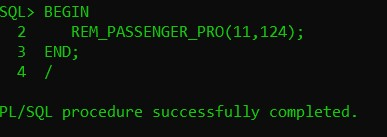 SQL> BEGIN
  2     REM_PASSENGER_PRO(11,124);
  3  END;
  4  /
PL/SQL procedure successfully completed.